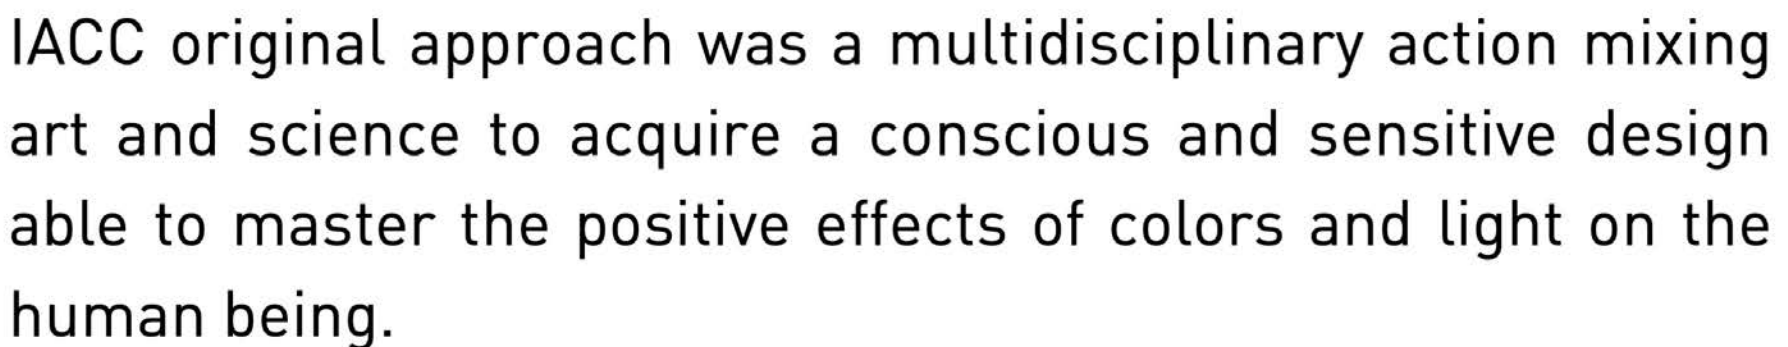 IACC original approach was a multidisciplinary action mixing
art and science to acquire a conscious and sensitive design
able to master the positive effects of colors and light on the
human being.